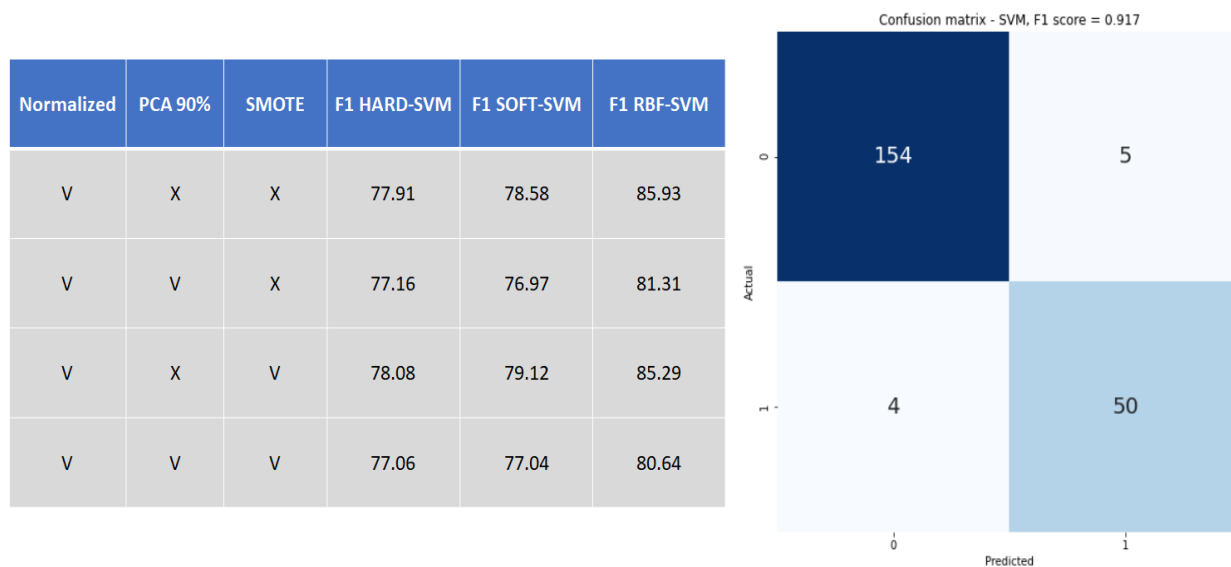 Normalized PCA 90% SMOTE F1 HARD-SVM F1 SOFT-SVM F1 RBF-SVM
V X X 77.91 78.58 85.93
V V X 77.16 76.97 81.31
V X V 78.08 79.12 85.29
V V V 77.06 77.04 80.64
Confusion matrix - SVM, F1 score = 0.917
0 154 5
Actual
1 4 50
0 1
Predicted